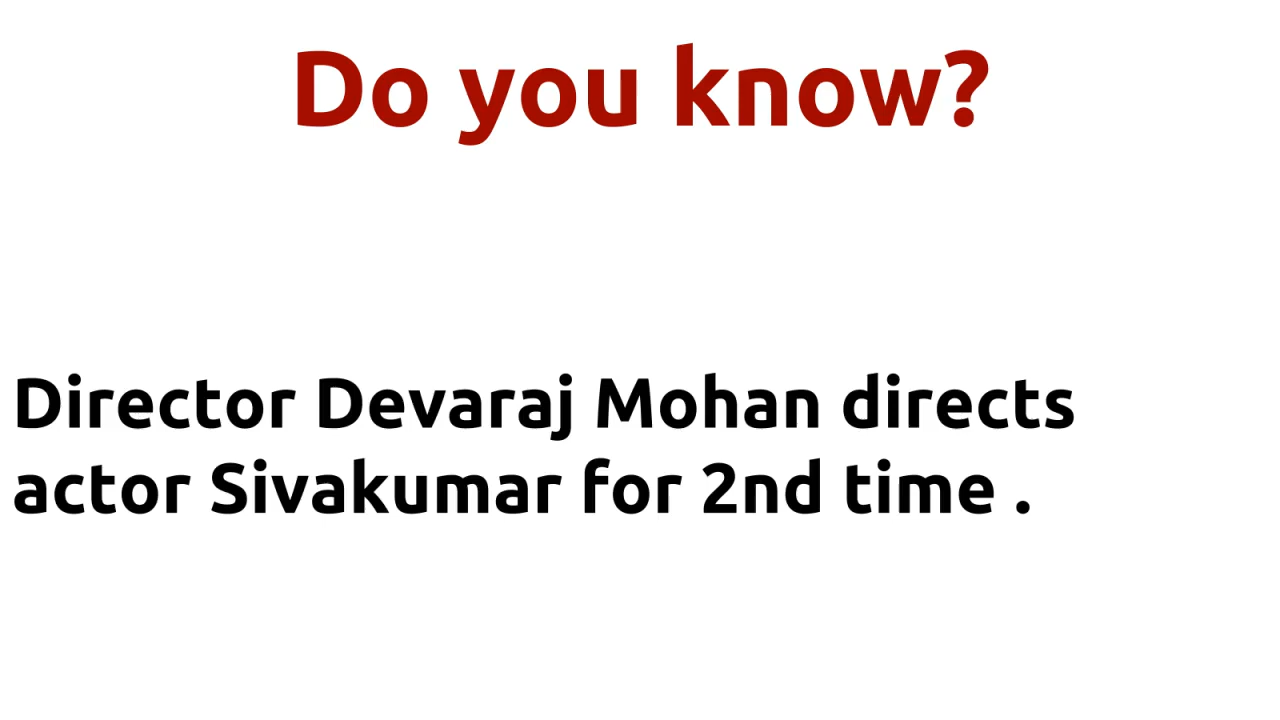 Do you know?
Director Devaraj Mohan directs
actor Sivakumar for 2nd time .